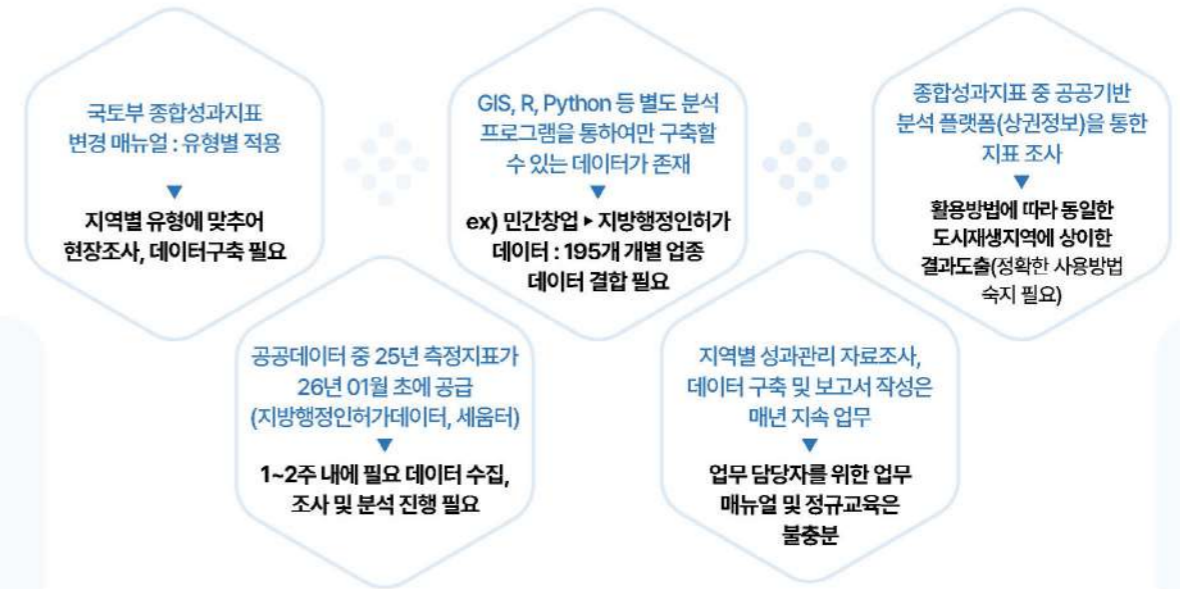 국토부 종합성과지표
변경 매뉴얼 : 유형별 적용
▼
지역별 유형에 맞추어
현장조사, 데이터구축 필요
GIS, R, Python 등 별도 분석
프로그램을 통하여만 구축할
수 있는 데이터가 존재
▼
ex) 민간창업 ▸ 지방행정인허가
데이터 : 195개 개별 업종
데이터 결합 필요
종합성과지표 중 공공기반
분석 플랫폼(상권정보)을 통한
지표 조사
▼
활용방법에 따라 동일한
도시재생지역에 상이한
결과도출(정확한 사용방법
숙지 필요)
공공데이터 중 25년 측정지표가
26년 01월 초에 공급
(지방행정인허가데이터, 세움터)
▼
1~2주 내에 필요 데이터 수집,
조사 및 분석 진행 필요
지역별 성과관리 자료조사,
데이터 구축 및 보고서 작성은
매년 지속 업무
▼
업무 담당자를 위한 업무
매뉴얼 및 정규교육은
불충분